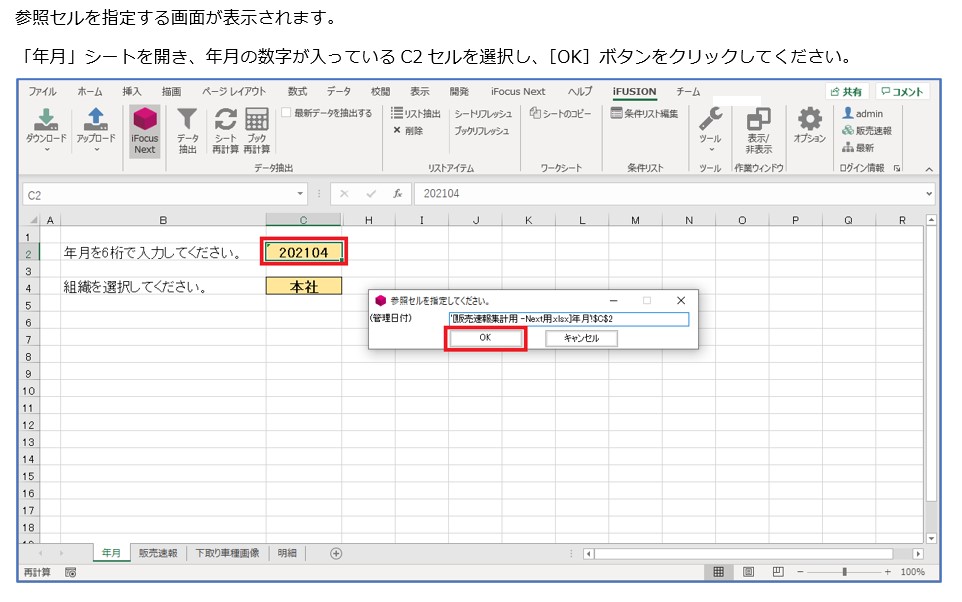 参照セルを指定する画面が表示されます。
「年月」シートを開き、年月の数字が入っている C2 セルを選択し、［OK］ボタンをクリックしてください。
ファイル ホーム 挿入 描画 ページ レイアウト 数式 データ 校閲 表示 開発 iFocus Next ヘルプ iFUSION チーム 共有 コメント
ダウンロード アップロード iFocus Next データ抽出 シート再計算 ブック再計算 最新データを抽出する リスト抽出 シートリフレッシュ シートのコピー 条件リスト編集 ツール 表示/非表示 オプション admin
削除 ブックリフレッシュ 販売速報
最新
データ抽出 リストアイテム ワークシート 条件リスト ツール 作業ウィンドウ ログイン情報
C2 fx 202104
A B C H I J K L M N O P Q R
1
2 年月を6桁で入力してください。 202104
3
4 組織を選択してください。 本社
参照セルを指定してください。
(管理日付) '[販売速報集計用 -Next用.xlsx]年月'!$C$2
OK キャンセル
5
6
7
8
9
10
11
12
13
14
15
16
17
18
年月 販売速報 下取り車種画像 明細
再計算 100%